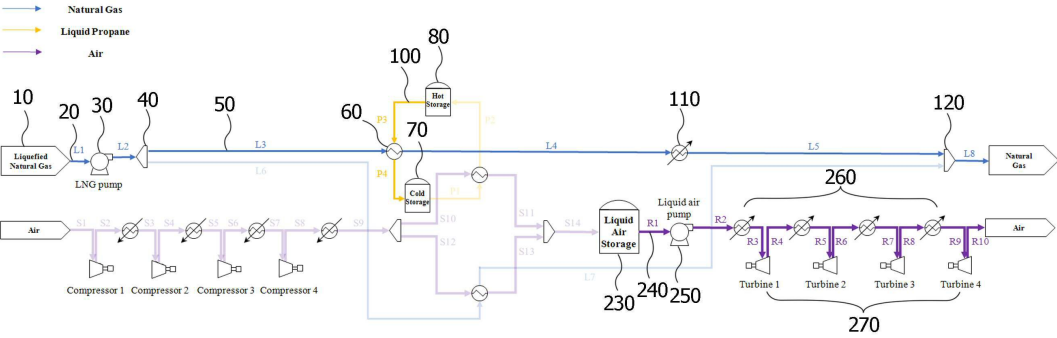 Natural Gas
Liquid Propane
Air
10
20
30
40
50
60
70
80
100
110
120
Hot
Storage
P3
P2
Liquefied
Natural Gas
L1
L2
L3
L4
L5
L8
Natural
Gas
LNG pump
L6
P4
P1
Cold
Storage
260
Air
S1
S2
S3
S4
S5
S6
S7
S8
S9
S10
S11
S12
S13
S14
Liquid
Air
Storage
Liquid air
pump
R1
R2
R3
R4
R5
R6
R7
R8
R9
R10
Air
L7
Compressor 1
Compressor 2
Compressor 3
Compressor 4
230
240
250
Turbine 1
Turbine 2
Turbine 3
Turbine 4
270